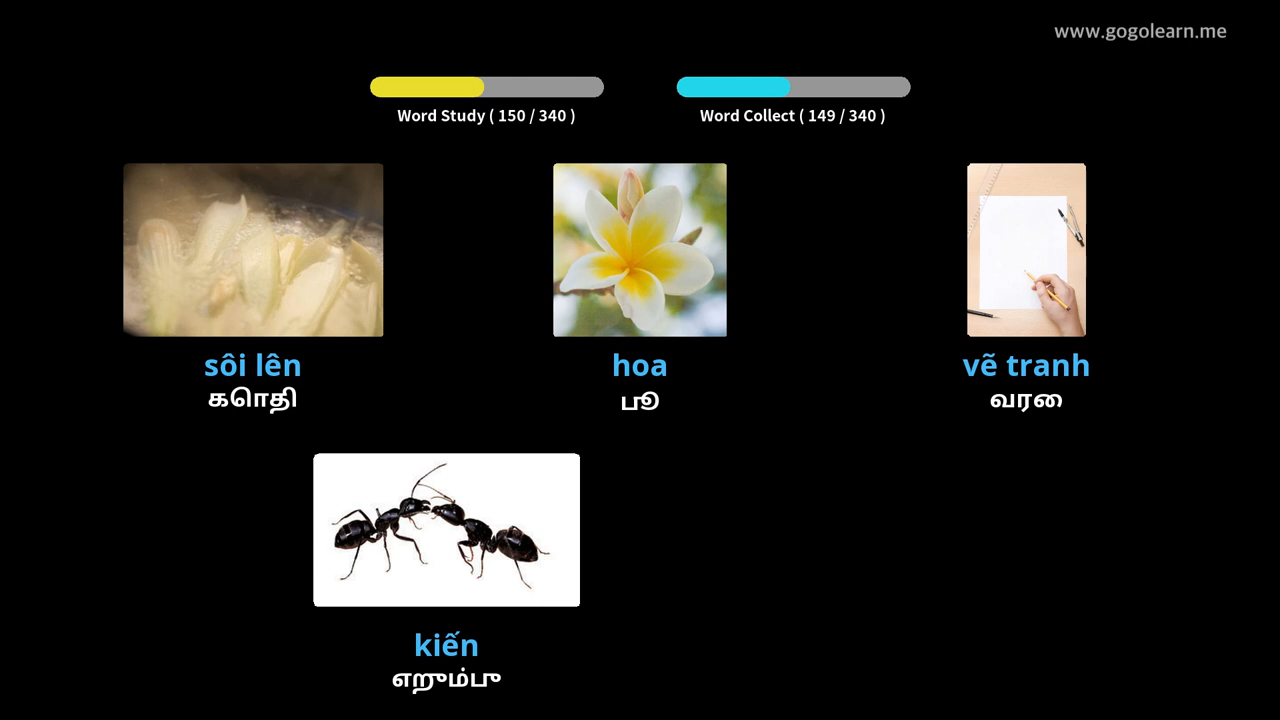 www.gogolearn.me
Word Study ( 150 / 340 )
Word Collect ( 149 / 340 )
sôi lên
கொதி
hoa
பூ
vẽ tranh
வரை
kiến
எறும்பு